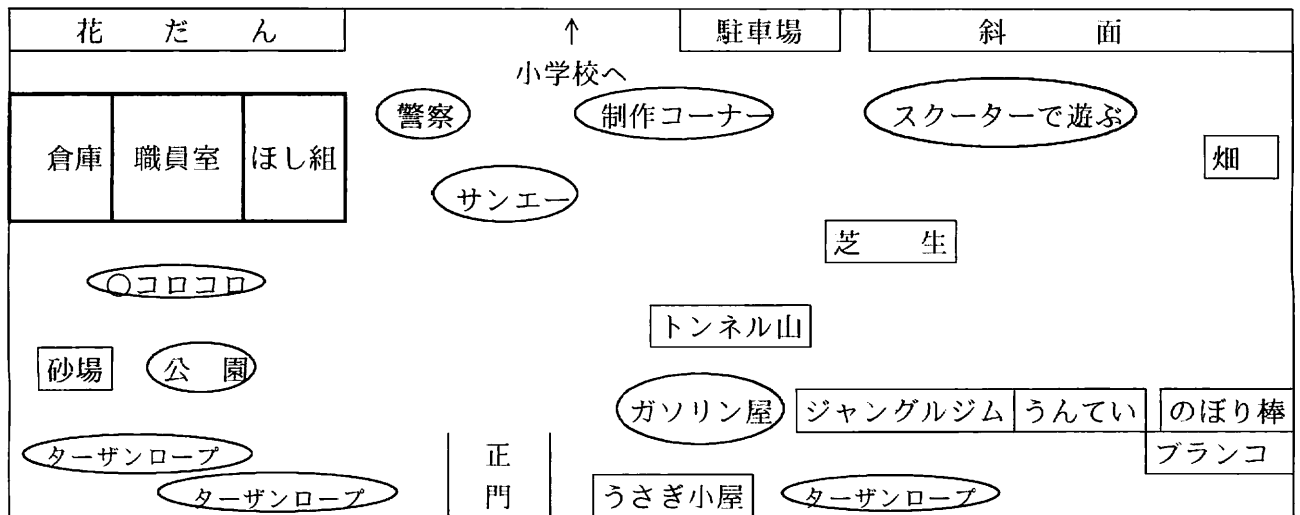 花だん
↑
駐車場
斜面
小学校へ
警察
制作コーナー
スクーターで遊ぶ
倉庫
職員室
ほし組
畑
サンエー
芝生
○コロコロ
トンネル山
砂場
公園
ガソリン屋
ジャングルジム
うんてい
のぼり棒
ターザンロープ
正門
ブランコ
ターザンロープ
うさぎ小屋
ターザンロープ